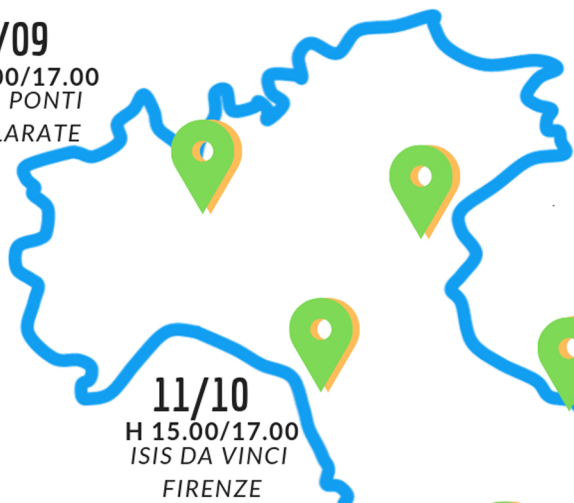 /09
00/17.00
PONTI
LARATE
11/10
H 15.00/17.00
ISIS DA VINCI
FIRENZE